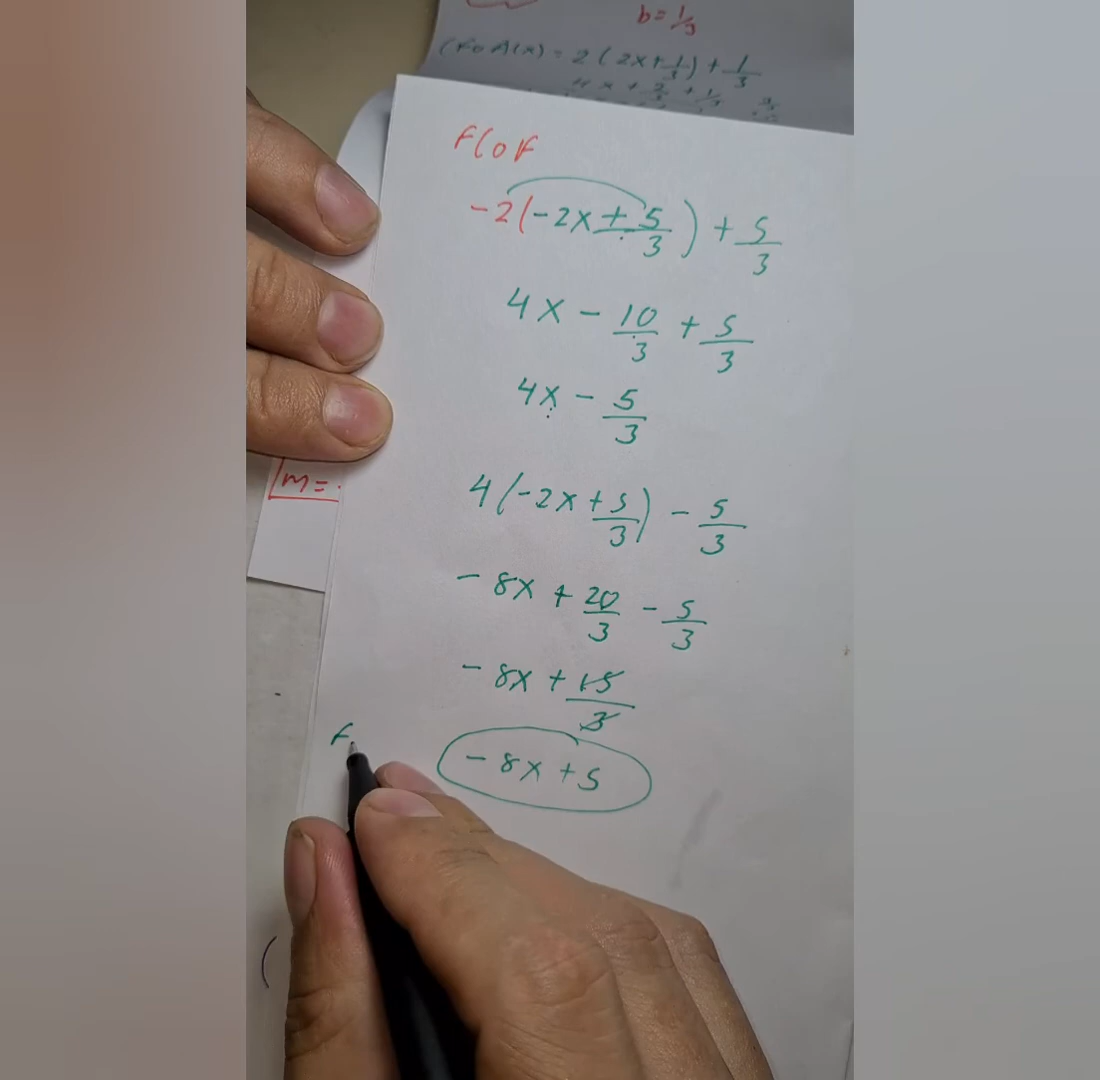 b = 1/3
(FoA(x) = 2(2x+1/3) + 1/3
F(oF
-2(-2x + 5/3) + 5/3
4x - 10/3 + 5/3
4x - 5/3
m=
4(-2x + 5/3) - 5/3
-8x + 20/3 - 5/3
-8x + 15/3
F
-8x + 5
(